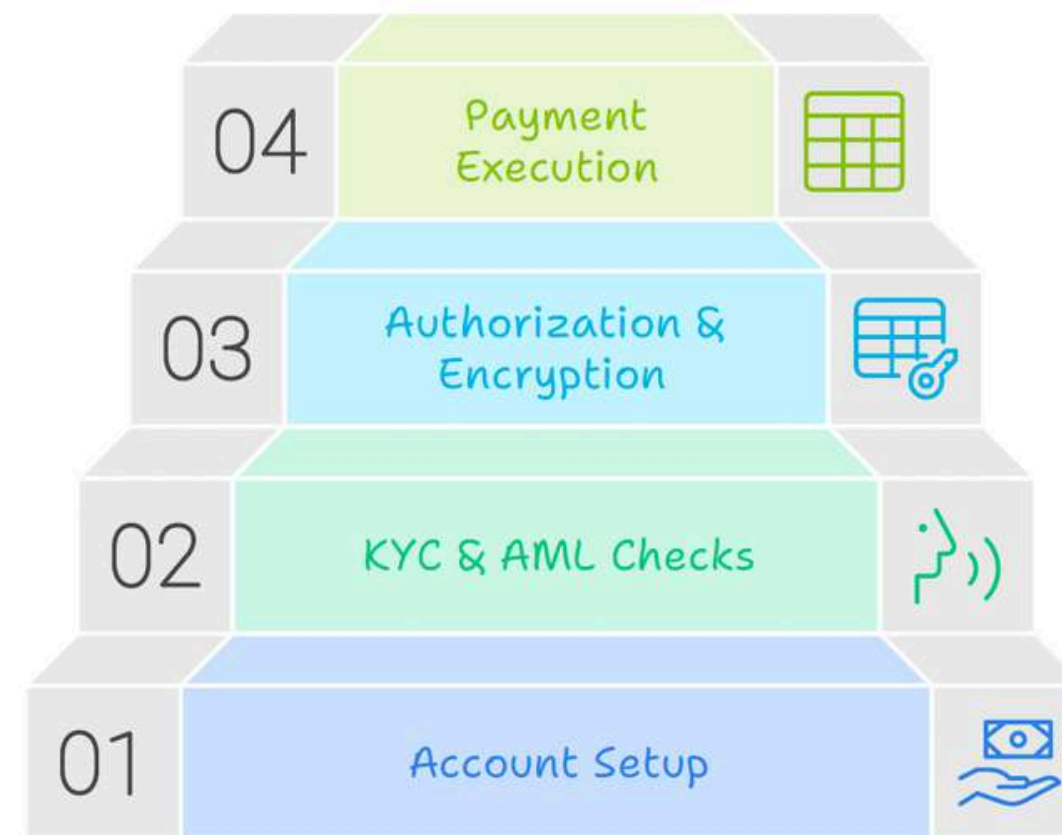 04
Payment
Execution
03
Authorization &
Encryption
02
KYC & AML Checks
01
Account Setup